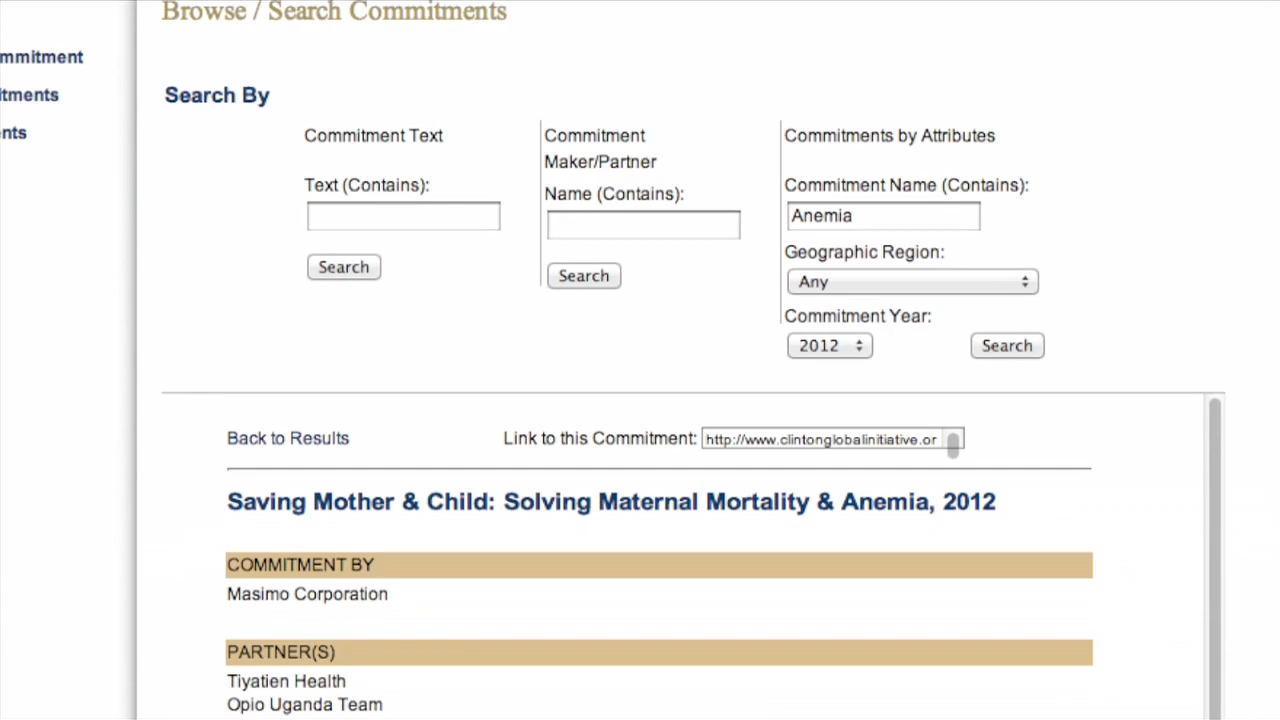 Browse / Search Commitments
ommitment
itments
ents
Search By
Commitment Text
Text (Contains):
Search
Commitment
Maker/Partner
Name (Contains):
Search
Commitments by Attributes
Commitment Name (Contains):
Anemia
Geographic Region:
Any
Commitment Year:
2012
Search
Back to Results
Link to this Commitment: http://www.clintonglobalinitiative.or
Saving Mother & Child: Solving Maternal Mortality & Anemia, 2012
COMMITMENT BY
Masimo Corporation
PARTNER(S)
Tiyatien Health
Opio Uganda Team